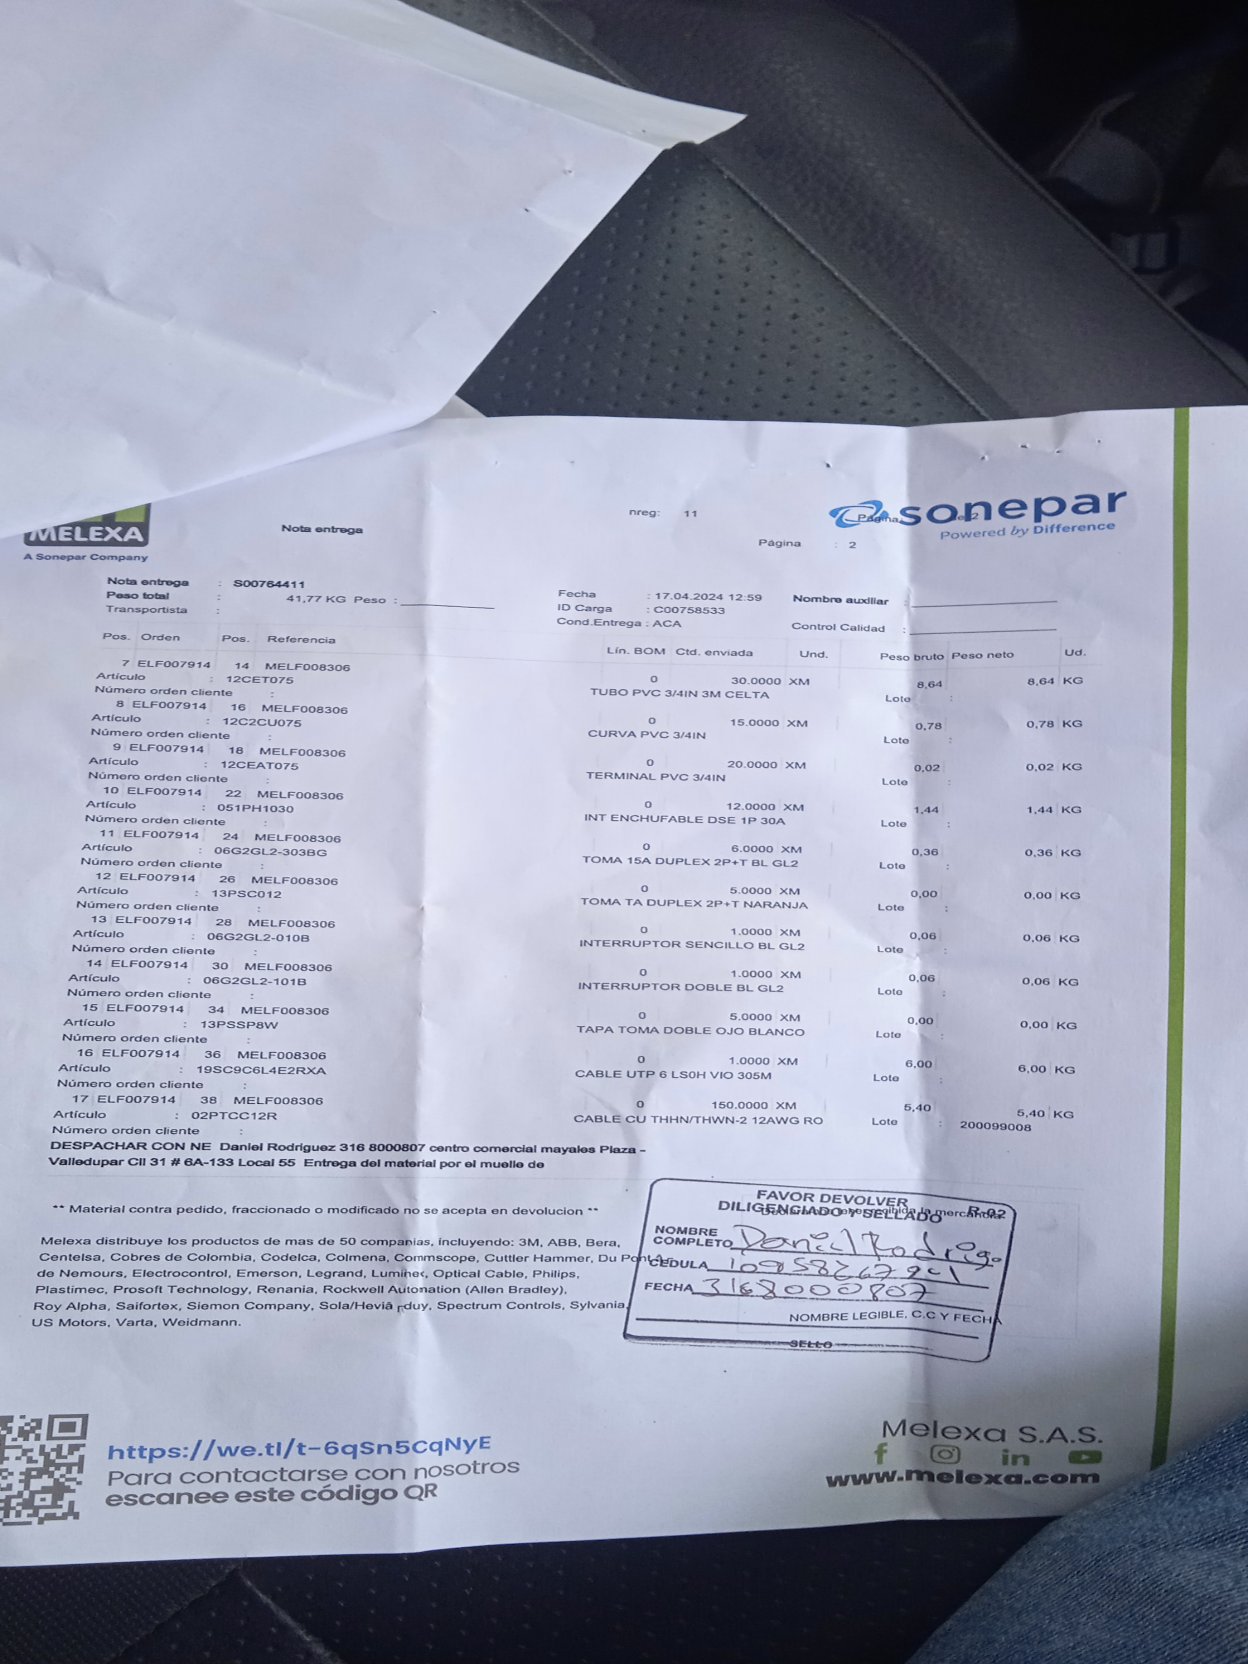 MELEXA
A Sonepar Company
Nota entrega
nreg: 11
sonepar
Powered by Difference
Página : 2
Nota entrega : S00764411
Peso total : 41,77 KG Peso :
Transportista :
Fecha : 17.04.2024 12:59
ID Carga : C00758533
Cond.Entrega : ACA
Nombre auxiliar :
Control Calidad :
Pos. Orden Pos. Referencia Lín. BOM Ctd. enviada Und. Peso bruto Peso neto Ud.
7 ELF007914 14 MELF008306 0 30.0000 XM 8,64 8,64 KG
Artículo : 12CET075 TUBO PVC 3/4IN 3M CELTA Lote :
Número orden cliente :
8 ELF007914 16 MELF008306 0 15.0000 XM 0,78 0,78 KG
Artículo : 12C2CU075 CURVA PVC 3/4IN Lote :
Número orden cliente :
9 ELF007914 18 MELF008306 0 20.0000 XM 0,02 0,02 KG
Artículo : 12CEAT075 TERMINAL PVC 3/4IN Lote :
Número orden cliente :
10 ELF007914 22 MELF008306 0 12.0000 XM 1,44 1,44 KG
Artículo : 051PH1030 INT ENCHUFABLE DSE 1P 30A Lote :
Número orden cliente :
11 ELF007914 24 MELF008306 0 6.0000 XM 0,36 0,36 KG
Artículo : 06G2GL2-303BG TOMA 15A DUPLEX 2P+T BL GL2 Lote :
Número orden cliente :
12 ELF007914 26 MELF008306 0 5.0000 XM 0,00 0,00 KG
Artículo : 13PSC012 TOMA TA DUPLEX 2P+T NARANJA Lote :
Número orden cliente :
13 ELF007914 28 MELF008306 0 1.0000 XM 0,06 0,06 KG
Artículo : 06G2GL2-010B INTERRUPTOR SENCILLO BL GL2 Lote :
Número orden cliente :
14 ELF007914 30 MELF008306 0 1.0000 XM 0,06 0,06 KG
Artículo : 06G2GL2-101B INTERRUPTOR DOBLE BL GL2 Lote :
Número orden cliente :
15 ELF007914 34 MELF008306 0 5.0000 XM 0,00 0,00 KG
Artículo : 13PSSP8W TAPA TOMA DOBLE OJO BLANCO Lote :
Número orden cliente :
16 ELF007914 36 MELF008306 0 1.0000 XM 6,00 6,00 KG
Artículo : 19SC9C6L4E2RXA CABLE UTP 6 LS0H VIO 305M Lote :
Número orden cliente :
17 ELF007914 38 MELF008306 0 150.0000 XM 5,40 5,40 KG
Artículo : 02PTCC12R CABLE CU THHN/THWN-2 12AWG RO Lote : 200099008
Número orden cliente :
DESPACHAR CON NE Daniel Rodriguez 316 8000807 centro comercial mayales Plaza -
Valledupar Cll 31 # 6A-133 Local 55 Entrega del material por el muelle de
** Material contra pedido, fraccionado o modificado no se acepta en devolucion **
Melexa distribuye los productos de mas de 50 companias, incluyendo: 3M, ABB, Bera,
Centelsa, Cobres de Colombia, Codelca, Colmena, Commscope, Cuttler Hammer, Du Pont
de Nemours, Electrocontrol, Emerson, Legrand, Luminex, Optical Cable, Philips,
Plastimec, Prosoft Technology, Renania, Rockwell Autonation (Allen Bradley),
Roy Alpha, Saifortex, Siemon Company, Sola/Heviâ rduy, Spectrum Controls, Sylvania,
US Motors, Varta, Weidmann.
FAVOR DEVOLVER
DILIGENCIADO Y SELLADO R-02
NOMBRE
COMPLETO Daniel Rodrigo
CEDULA
FECHA 3168000807
NOMBRE LEGIBLE, C.C Y FECHA
SELLO
https://we.tl/t-6qSn5CqNyE
Para contactarse con nosotros
escanee este código QR
Melexa S.A.S.
www.melexa.com